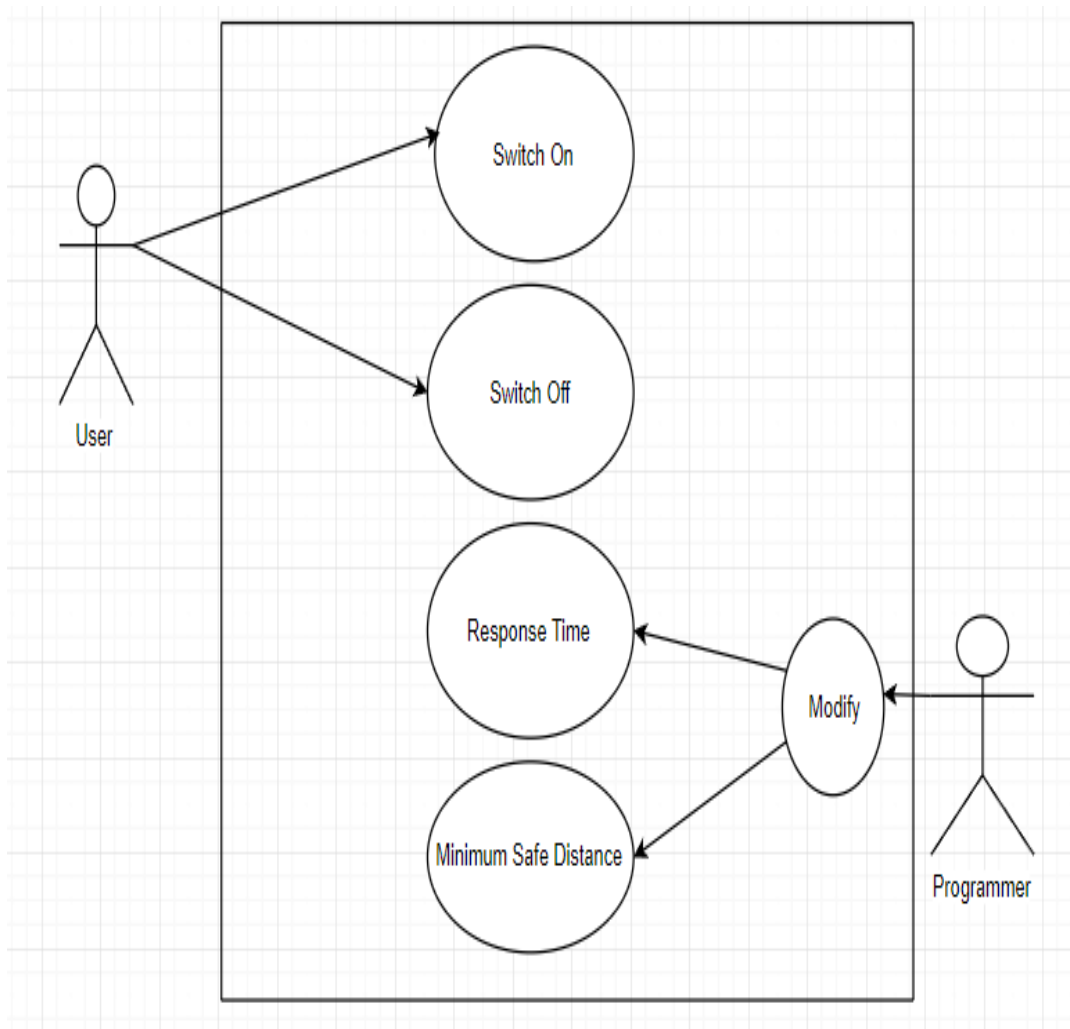 Switch On
User
Switch Off
Response Time
Modify
Minimum Safe Distance
Programmer